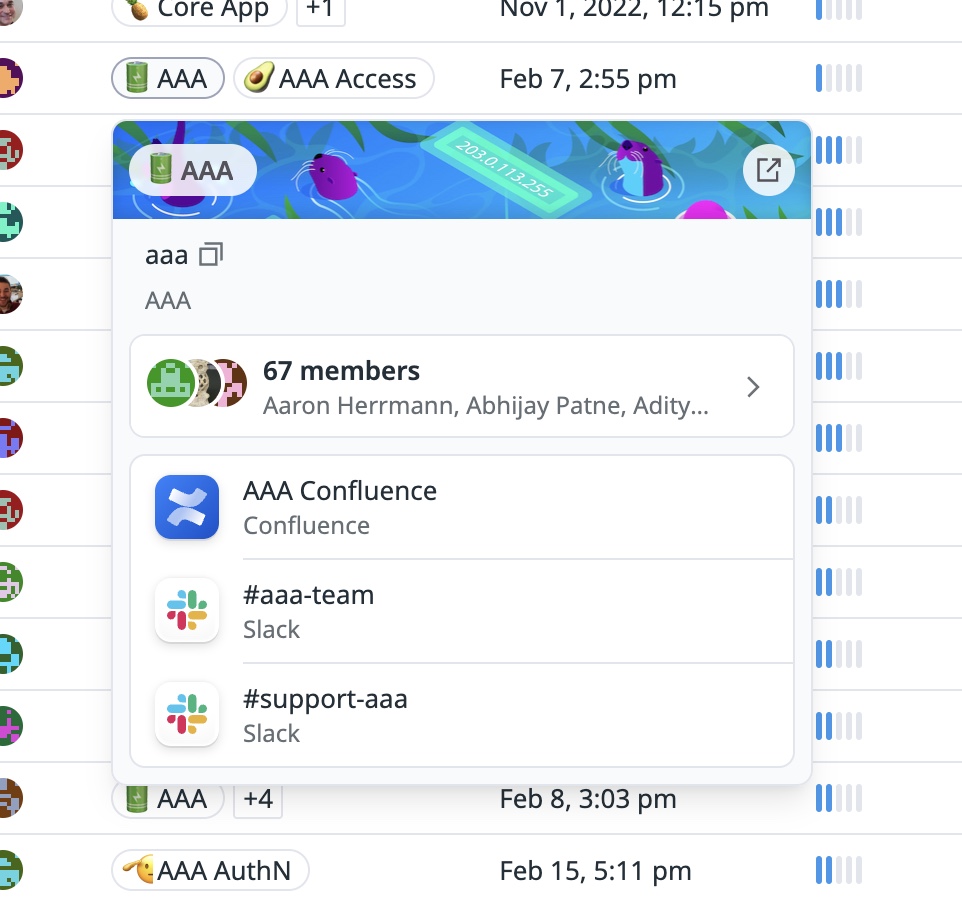 Core App +1 Nov 1, 2022, 12:15 pm
AAA AAA Access Feb 7, 2:55 pm
AAA
203.0.113.255
aaa
AAA
67 members
Aaron Herrmann, Abhijay Patne, Adity...
AAA Confluence
Confluence
#aaa-team
Slack
#support-aaa
Slack
AAA +4 Feb 8, 3:03 pm
AAA AuthN Feb 15, 5:11 pm